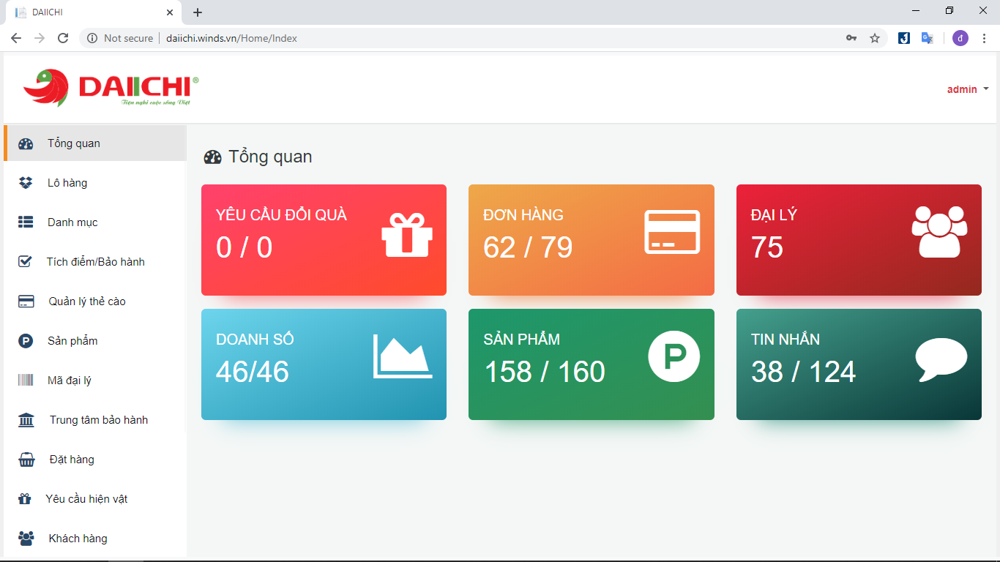 DAIICHI
Not secure
daiichi.winds.vn/Home/Index
đ
DAIICHI®
Tiện nghi cuộc sống Việt
admin
Tổng quan
Lô hàng
Danh mục
Tích điểm/Bảo hành
Quản lý thẻ cào
Sản phẩm
Mã đại lý
Trung tâm bảo hành
Đặt hàng
Yêu cầu hiện vật
Khách hàng
Tổng quan
YÊU CẦU ĐỔI QUÀ
0 / 0
ĐƠN HÀNG
62 / 79
ĐẠI LÝ
75
DOANH SỐ
46/46
SẢN PHẨM
158 / 160
P
TIN NHẮN
38 / 124